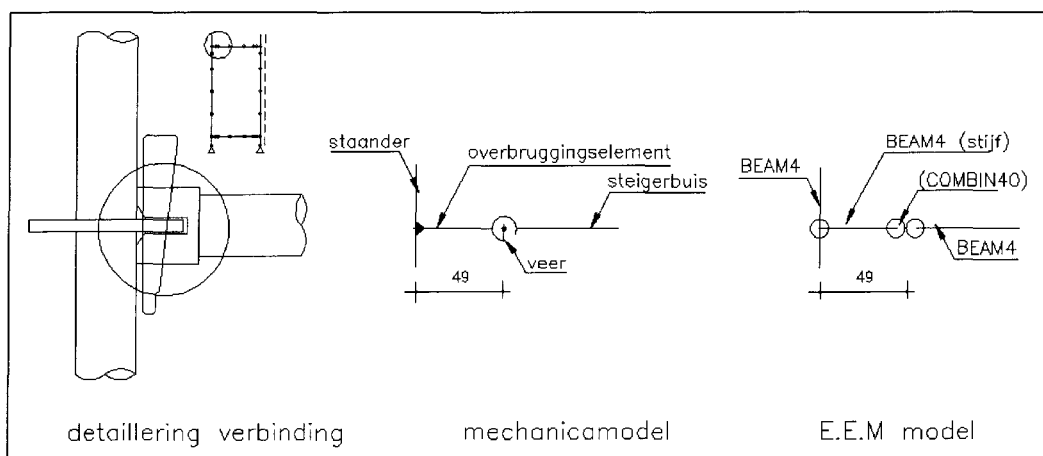 staander
overbruggingselement
steigerbuis
veer
49
BEAM4
BEAM4 (stijf)
(COMBIN40)
BEAM4
49
detaillering verbinding
mechanicamodel
E.E.M model